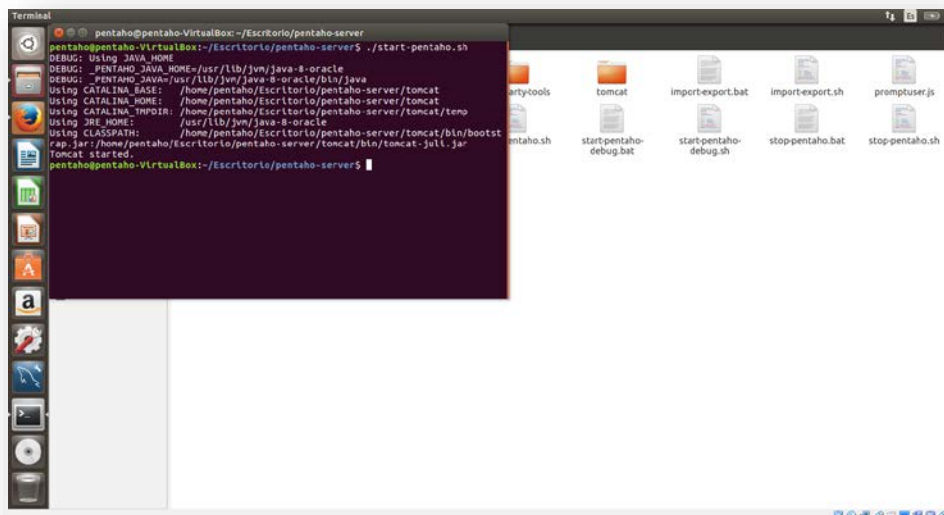 Terminal
Es
pentaho@pentaho-VirtualBox: ~/Escritorio/pentaho-server
pentaho@pentaho-VirtualBox:~/Escritorio/pentaho-server$ ./start-pentaho.sh
DEBUG: Using JAVA_HOME
DEBUG: _PENTAHO_JAVA_HOME=/usr/lib/jvm/java-8-oracle
DEBUG: _PENTAHO_JAVA=/usr/lib/jvm/java-8-oracle/bin/java
Using CATALINA_BASE:   /home/pentaho/Escritorio/pentaho-server/tomcat
Using CATALINA_HOME:   /home/pentaho/Escritorio/pentaho-server/tomcat
Using CATALINA_TMPDIR: /home/pentaho/Escritorio/pentaho-server/tomcat/temp
Using JRE_HOME:        /usr/lib/jvm/java-8-oracle
Using CLASSPATH:       /home/pentaho/Escritorio/pentaho-server/tomcat/bin/bootst
rap.jar:/home/pentaho/Escritorio/pentaho-server/tomcat/bin/tomcat-juli.jar
Tomcat started.
pentaho@pentaho-VirtualBox:~/Escritorio/pentaho-server$
arty-tools
tomcat
import-export.bat
import-export.sh
promptuser.js
entaho.sh
start-pentaho-
debug.bat
start-pentaho-
debug.sh
stop-pentaho.bat
stop-pentaho.sh
a